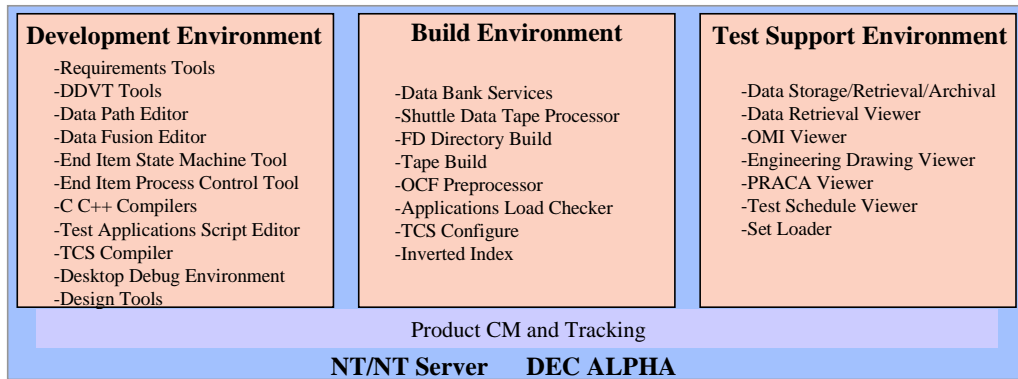 Development Environment
-Requirements Tools
-DDVT Tools
-Data Path Editor
-Data Fusion Editor
-End Item State Machine Tool
-End Item Process Control Tool
-C C++ Compilers
-Test Applications Script Editor
-TCS Compiler
-Desktop Debug Environment
-Design Tools
Build Environment
-Data Bank Services
-Shuttle Data Tape Processor
-FD Directory Build
-Tape Build
-OCF Preprocessor
-Applications Load Checker
-TCS Configure
-Inverted Index
Test Support Environment
-Data Storage/Retrieval/Archival
-Data Retrieval Viewer
-OMI Viewer
-Engineering Drawing Viewer
-PRACA Viewer
-Test Schedule Viewer
-Set Loader
Product CM and Tracking
NT/NT Server DEC ALPHA